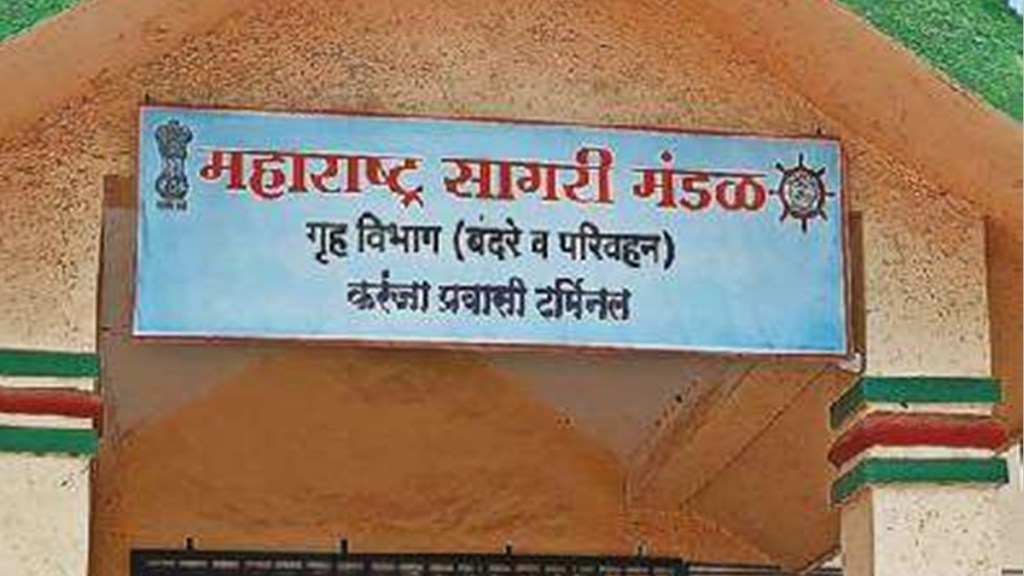 महाराष्ट्र सागरी मंडळ
गृह विभाग (बंदरे व परिवहन)
करंजा प्रवासी टर्मिनल